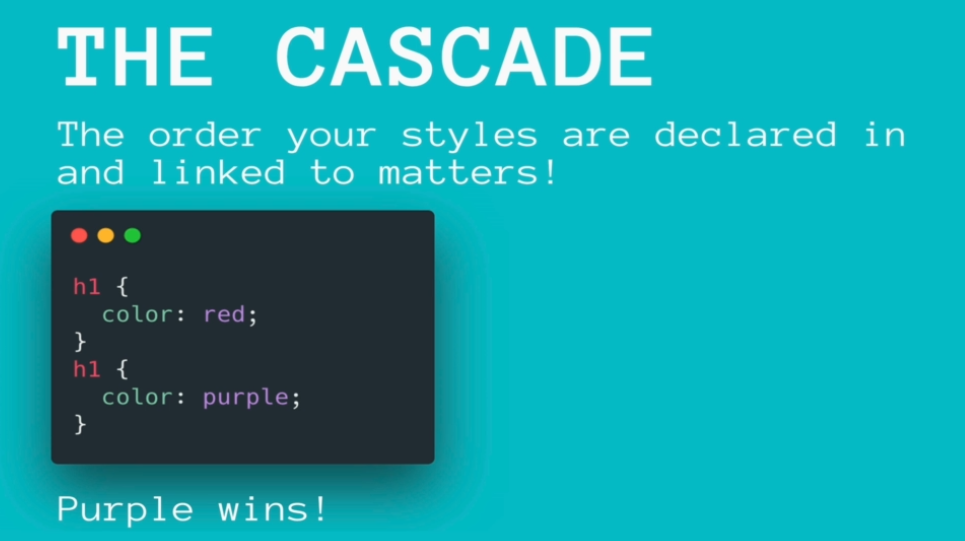 THE CASCADE
The order your styles are declared in
and linked to matters!
h1 {
  color: red;
}
h1 {
  color: purple;
}
Purple wins!